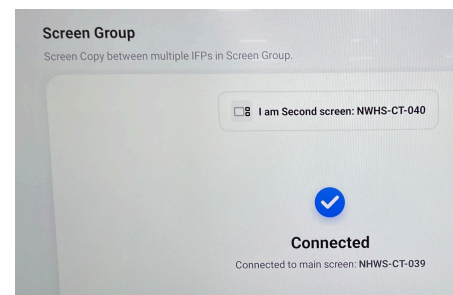 Screen Group
Screen Copy between multiple IFPs in Screen Group.
I am Second screen: NWHS-CT-040
Connected
Connected to main screen: NHWS-CT-039